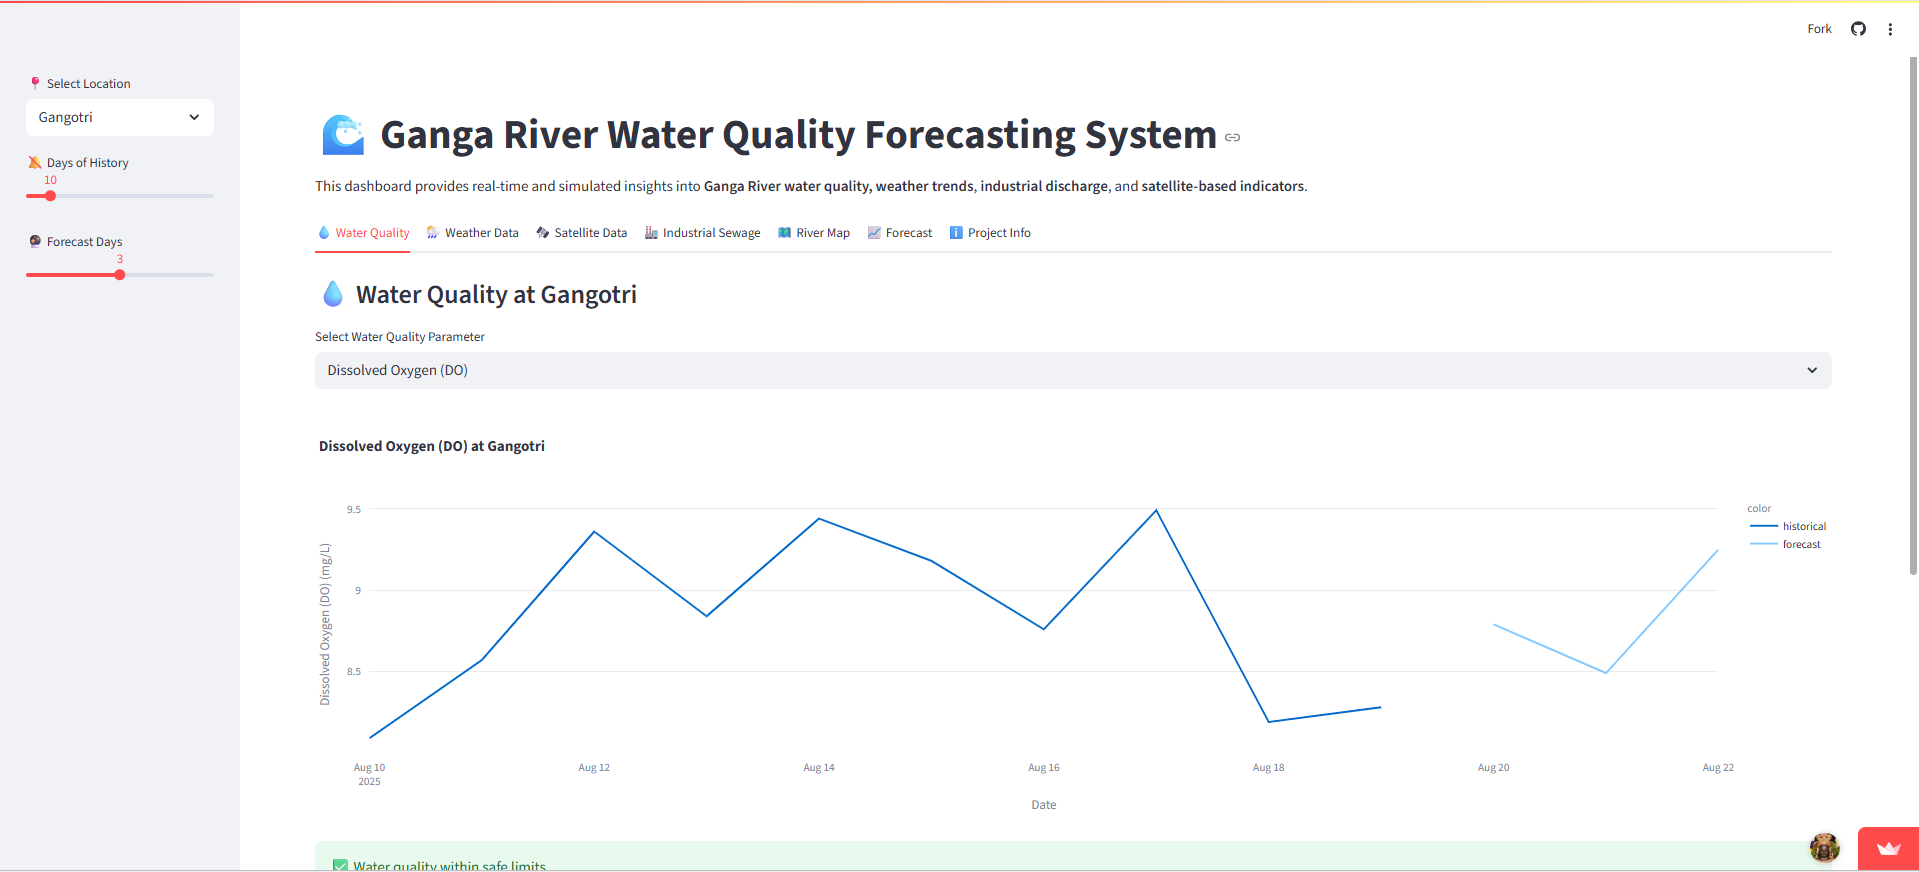 Fork
Select Location
Gangotri
Days of History
10
Forecast Days
3
Ganga River Water Quality Forecasting System
This dashboard provides real-time and simulated insights into Ganga River water quality, weather trends, industrial discharge, and satellite-based indicators.
Water Quality Weather Data Satellite Data Industrial Sewage River Map Forecast Project Info
Water Quality at Gangotri
Select Water Quality Parameter
Dissolved Oxygen (DO)
Dissolved Oxygen (DO) at Gangotri
Dissolved Oxygen (DO) (mg/L)
9.5
9
8.5
color
historical
forecast
Aug 10 Aug 12 Aug 14 Aug 16 Aug 18 Aug 20 Aug 22
2025
Date
Water quality within safe limits